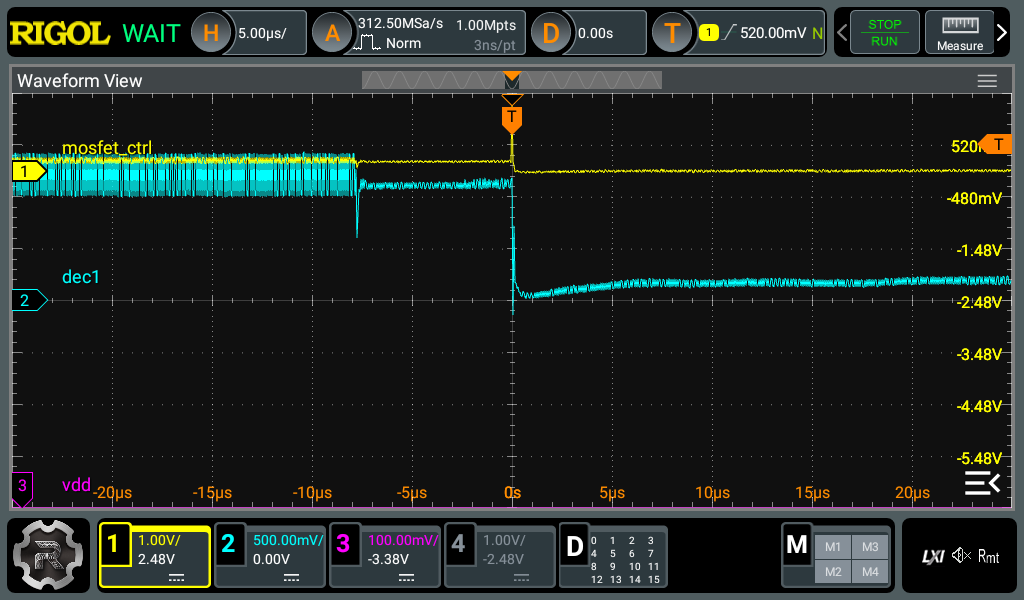 RIGOL WAIT H 5.00µs/ A 312.50MSa/s 1.00Mpts Norm 3ns/pt D 0.00s T 1 520.00mV N STOP RUN Measure
Waveform View
T
mosfet_ctrl 520 T
1
-480mV
-1.48V
dec1
2 -2.48V
-3.48V
-4.48V
-5.48V
3 vdd -20µs -15µs -10µs -5µs 0s 5µs 10µs 15µs 20µs
1 1.00V/ 2.48V
2 500.00mV/ 0.00V
3 100.00mV/ -3.38V
4 1.00V/ -2.48V
D 0 1 2 3
4 5 6 7
8 9 10 11
12 13 14 15
M M1 M3
M2 M4
LXI Rmt